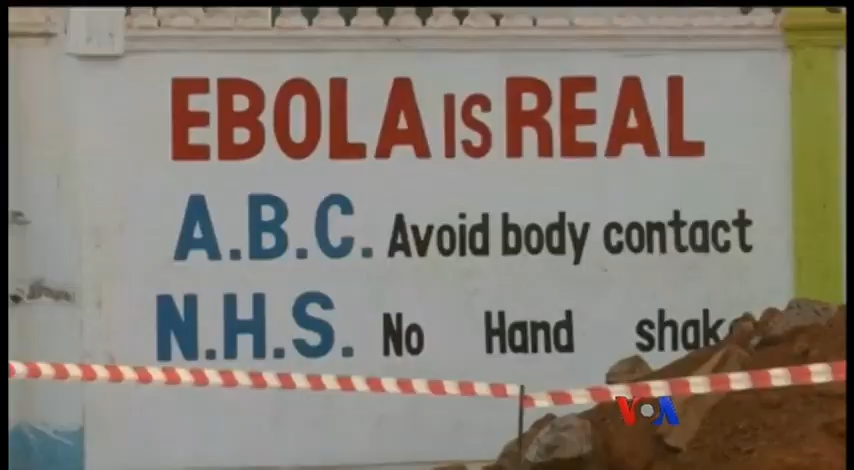 EBOLA IS REAL
A.B.C. Avoid body contact
N.H.S. No Hand shak
VOA